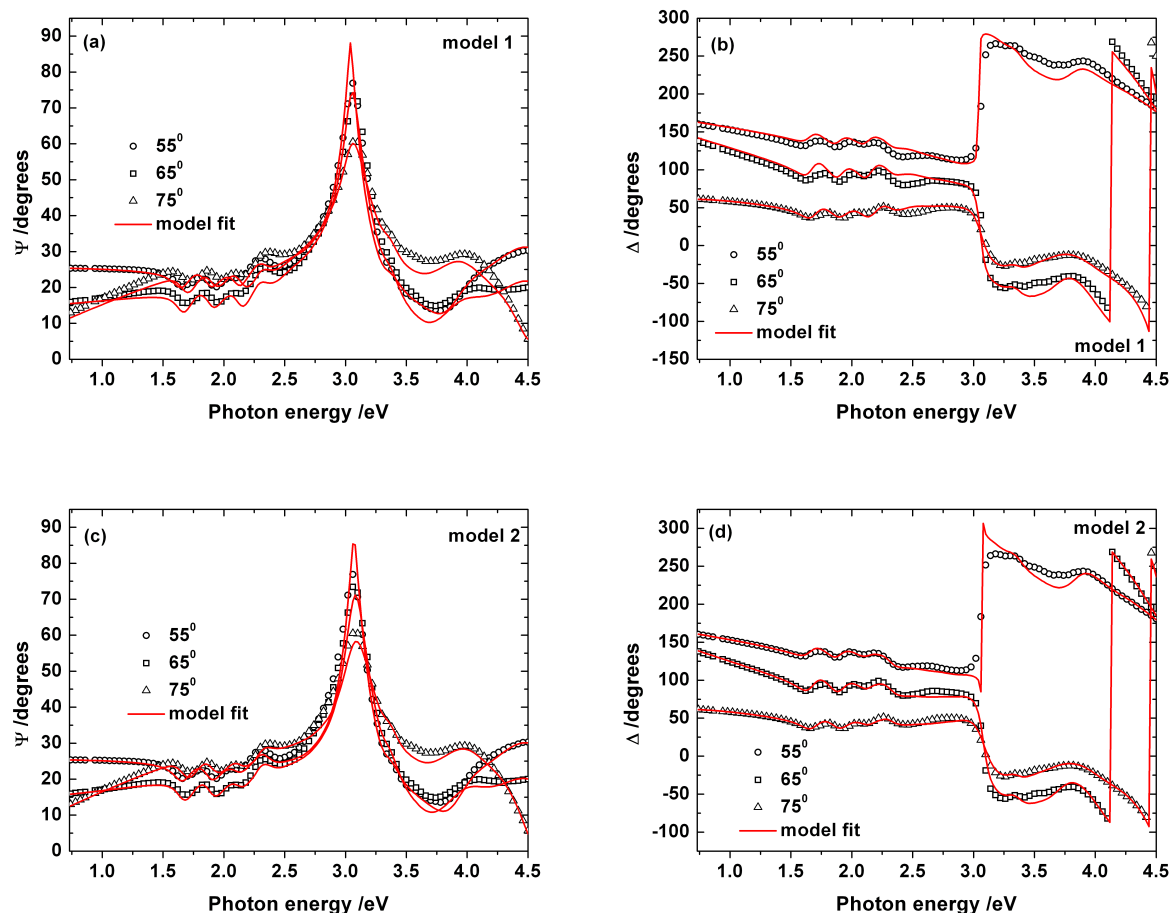 (a)
model 1
90
80
70
60
50
40
30
20
10
0
Ψ /degrees
55⁰
65⁰
75⁰
model fit
1.0 1.5 2.0 2.5 3.0 3.5 4.0 4.5
Photon energy /eV
(b)
300
250
200
150
100
50
0
-50
-100
-150
Δ /degrees
55⁰
65⁰
75⁰
model fit
model 1
1.0 1.5 2.0 2.5 3.0 3.5 4.0 4.5
Photon energy /eV
(c)
model 2
90
80
70
60
50
40
30
20
10
0
Ψ /degrees
55⁰
65⁰
75⁰
model fit
1.0 1.5 2.0 2.5 3.0 3.5 4.0 4.5
Photon energy /eV
(d)
model 2
300
250
200
150
100
50
0
-50
-100
Δ /degrees
55⁰
65⁰
75⁰
model fit
1.0 1.5 2.0 2.5 3.0 3.5 4.0 4.5
Photon energy /eV